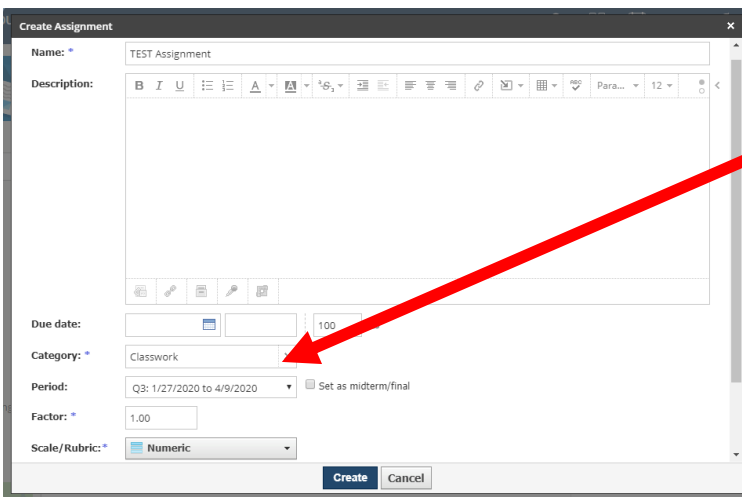 Create Assignment ×
Name: * TEST Assignment
Description: B I U A A Para... 12
Due date: 100
Category: * Classwork
Period: Q3: 1/27/2020 to 4/9/2020 Set as midterm/final
Factor: * 1.00
Scale/Rubric: * Numeric
Create Cancel